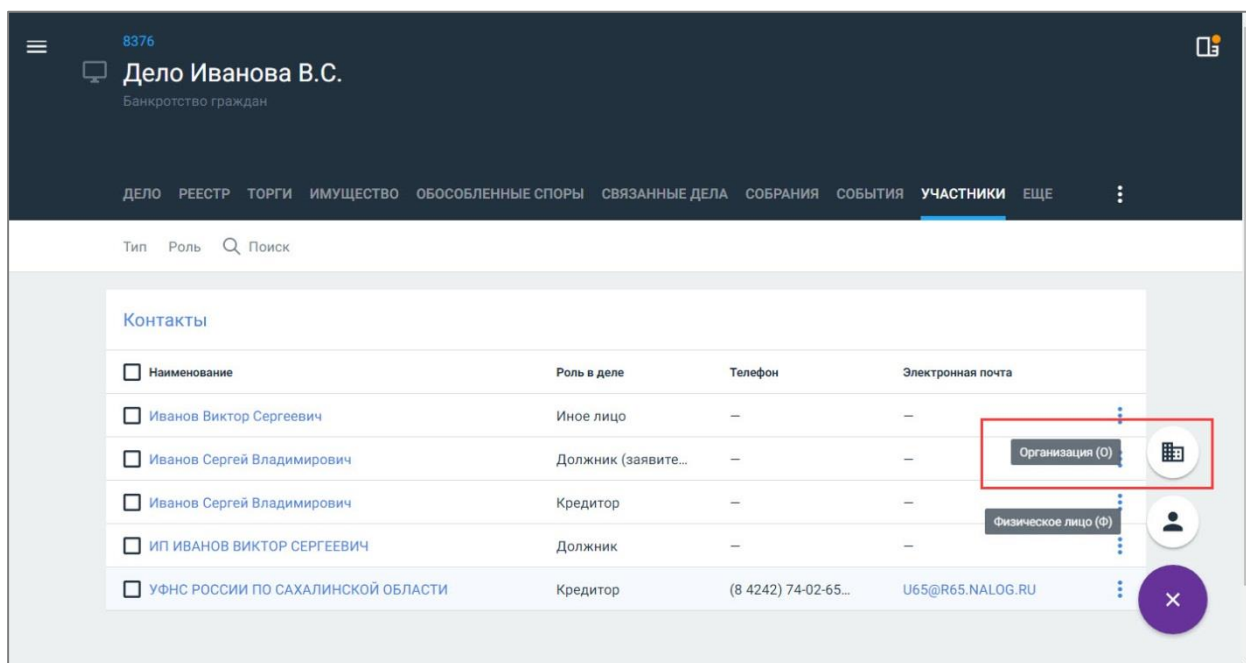 8376
Дело Иванова В.С.
Банкротство граждан
ДЕЛО РЕЕСТР ТОРГИ ИМУЩЕСТВО ОБОСОБЛЕННЫЕ СПОРЫ СВЯЗАННЫЕ ДЕЛА СОБРАНИЯ СОБЫТИЯ УЧАСТНИКИ ЕЩЕ
Тип Роль Поиск
Контакты
Наименование Роль в деле Телефон Электронная почта
Иванов Виктор Сергеевич Иное лицо — —
Иванов Сергей Владимирович Должник (заявите... — — Организация (О)
Иванов Сергей Владимирович Кредитор — —
Физическое лицо (Ф)
ИП ИВАНОВ ВИКТОР СЕРГЕЕВИЧ Должник — —
УФНС РОССИИ ПО САХАЛИНСКОЙ ОБЛАСТИ Кредитор (8 4242) 74-02-65... U65@R65.NALOG.RU